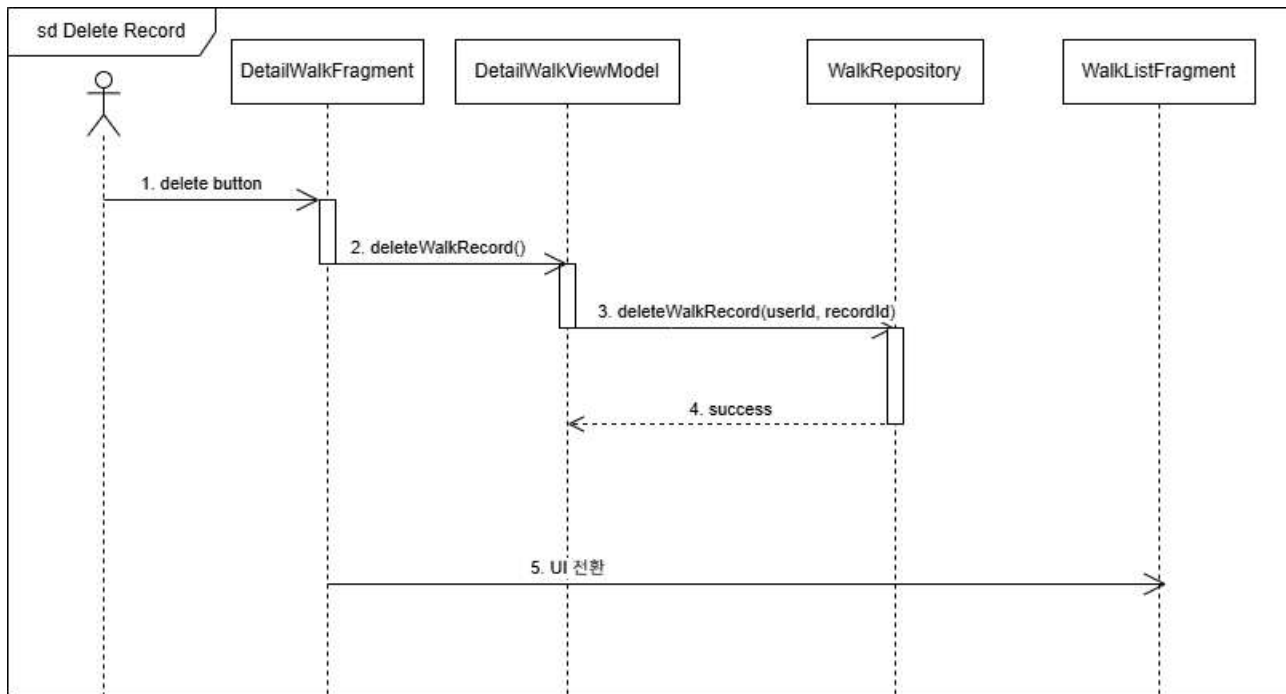 sd Delete Record
DetailWalkFragment
DetailWalkViewModel
WalkRepository
WalkListFragment
1. delete button
2. deleteWalkRecord()
3. deleteWalkRecord(userId, recordId)
4. success
5. UI 전환